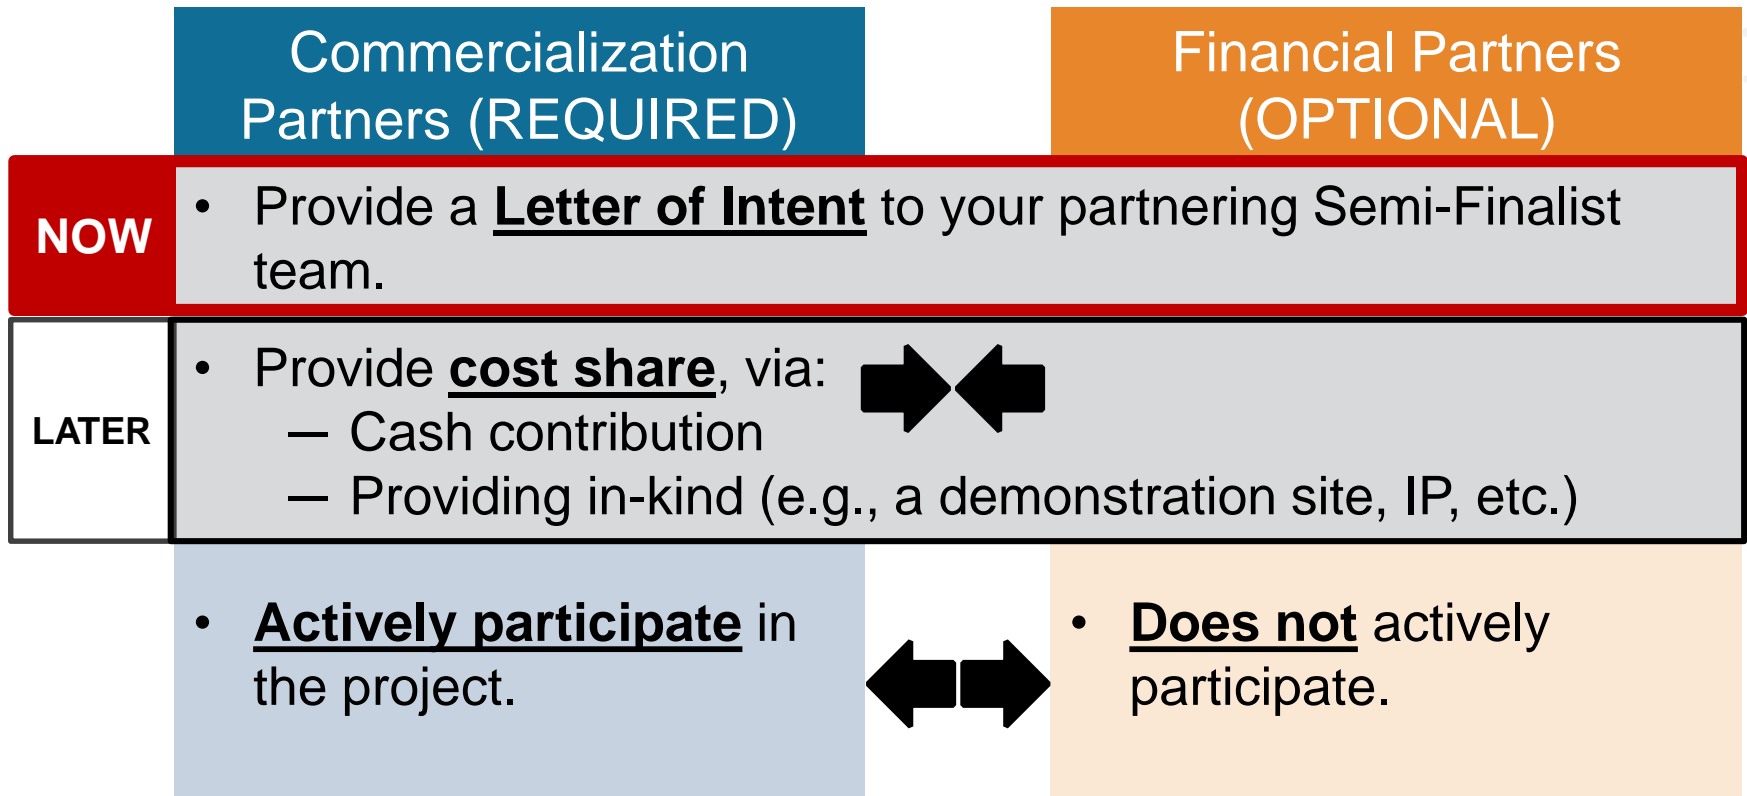 Commercialization
Partners (REQUIRED)
Financial Partners
(OPTIONAL)
NOW
• Provide a Letter of Intent to your partnering Semi-Finalist
team.
LATER
• Provide cost share, via:
— Cash contribution
— Providing in-kind (e.g., a demonstration site, IP, etc.)
• Actively participate in
the project.
• Does not actively
participate.